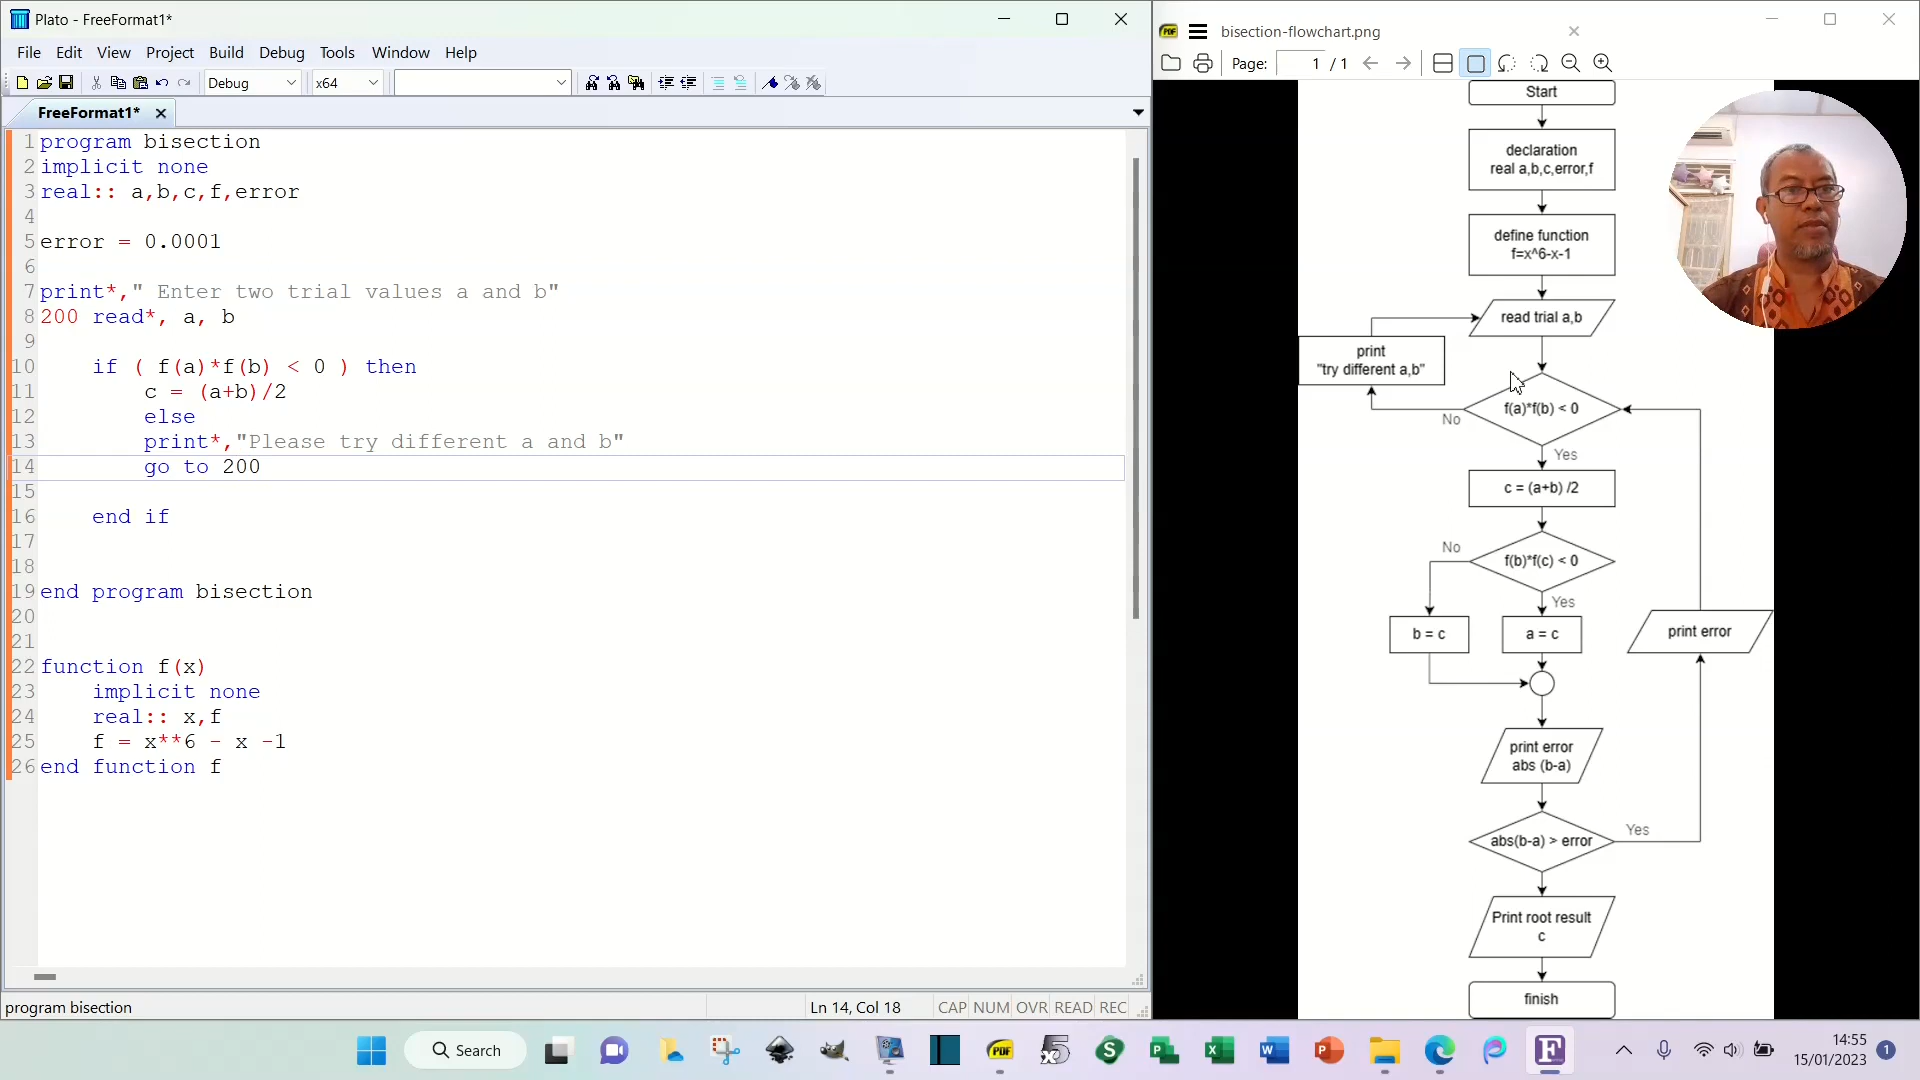 Plato - FreeFormat1*
File Edit View Project Build Debug Tools Window Help
Debug x64
FreeFormat1*
1 program bisection
2 implicit none
3 real:: a,b,c,f,error
4
5 error = 0.0001
6
7 print*," Enter two trial values a and b"
8 200 read*, a, b
9
10 if ( f(a)*f(b) < 0 ) then
11 c = (a+b)/2
12 else
13 print*,"Please try different a and b"
14 go to 200
15
16 end if
17
18
19 end program bisection
20
21
22 function f(x)
23 implicit none
24 real:: x,f
25 f = x**6 - x -1
26 end function f
program bisection Ln 14, Col 18 CAP NUM OVR READ REC
PDF bisection-flowchart.png
Page: 1 / 1
Start
declaration
real a,b,c,error,f
define function
f=x^6-x-1
read trial a,b
print
"try different a,b"
f(a)*f(b) < 0
No
Yes
c = (a+b) /2
No
f(b)*f(c) < 0
Yes
b = c
a = c
print error
print error
abs (b-a)
abs(b-a) > error
Yes
Print root result
c
finish
Search
14:55
15/01/2023
1